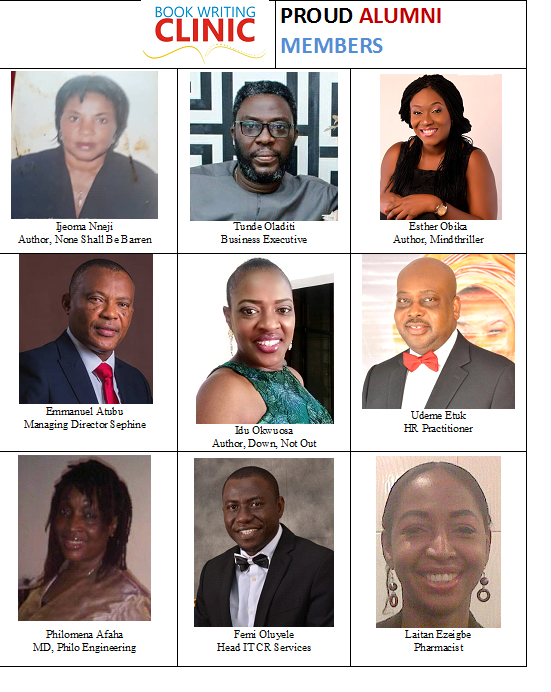 BOOK WRITING
CLINIC
PROUD ALUMNI
MEMBERS
Ijeoma Nneji
Author, None Shall Be Barren
Tunde Oladiti
Business Executive
Esther Obika
Author, Mindthriller
Emmanuel Atubu
Managing Director Sephine
Idu Okwuosa
Author, Down, Not Out
Udeme Etuk
HR Practitioner
Philomena Afaha
MD, Philo Engineering
Femi Oluyele
Head ITCR Services
Laitan Ezeigbe
Pharmacist